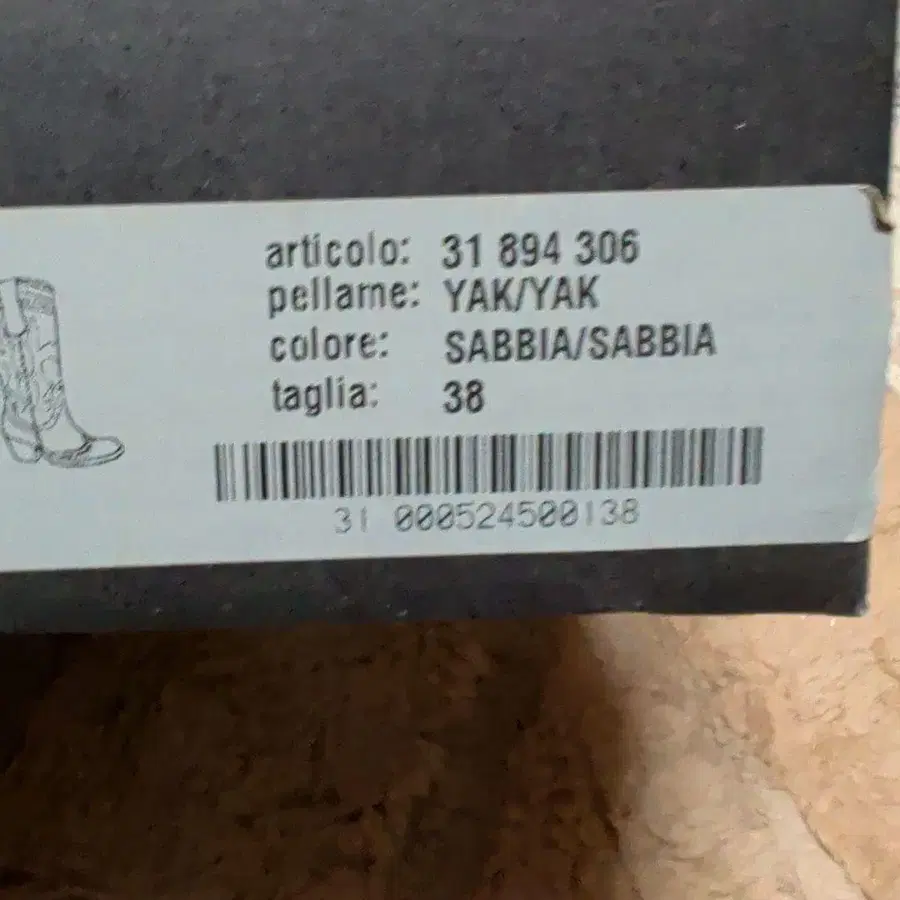 articolo: 31 894 306
pellame: YAK/YAK
colore: SABBIA/SABBIA
taglia: 38
31 000524500138